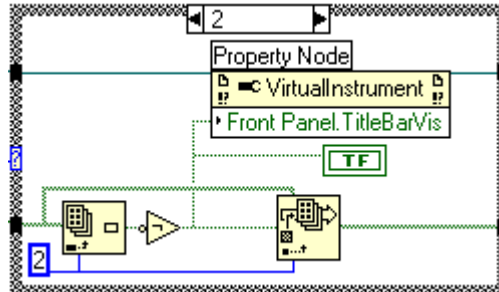 2
Property Node
VirtualInstrument
Front Panel.TitleBarVis
TF
?
2